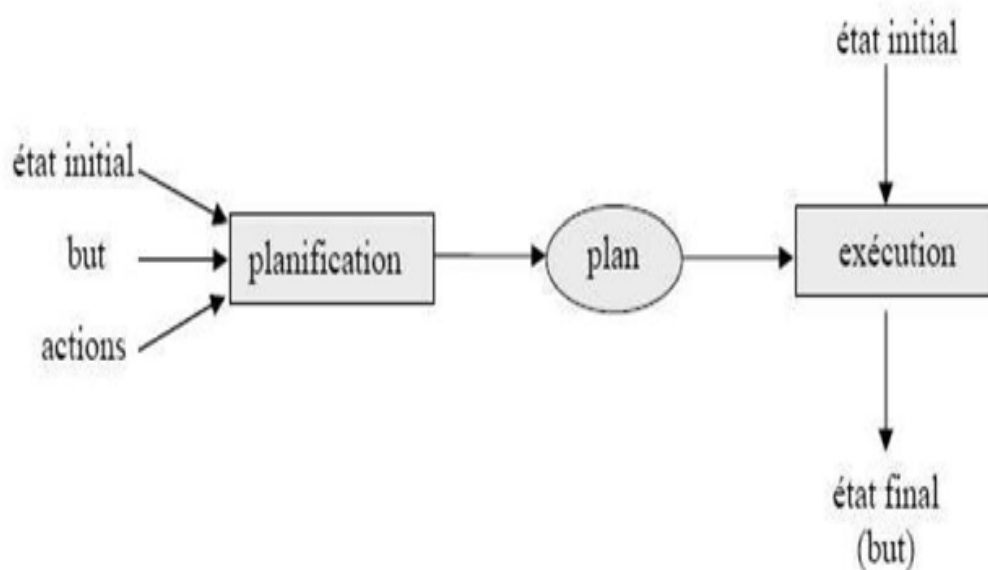 état initial
état initial
but
planification
plan
exécution
actions
état final
(but)